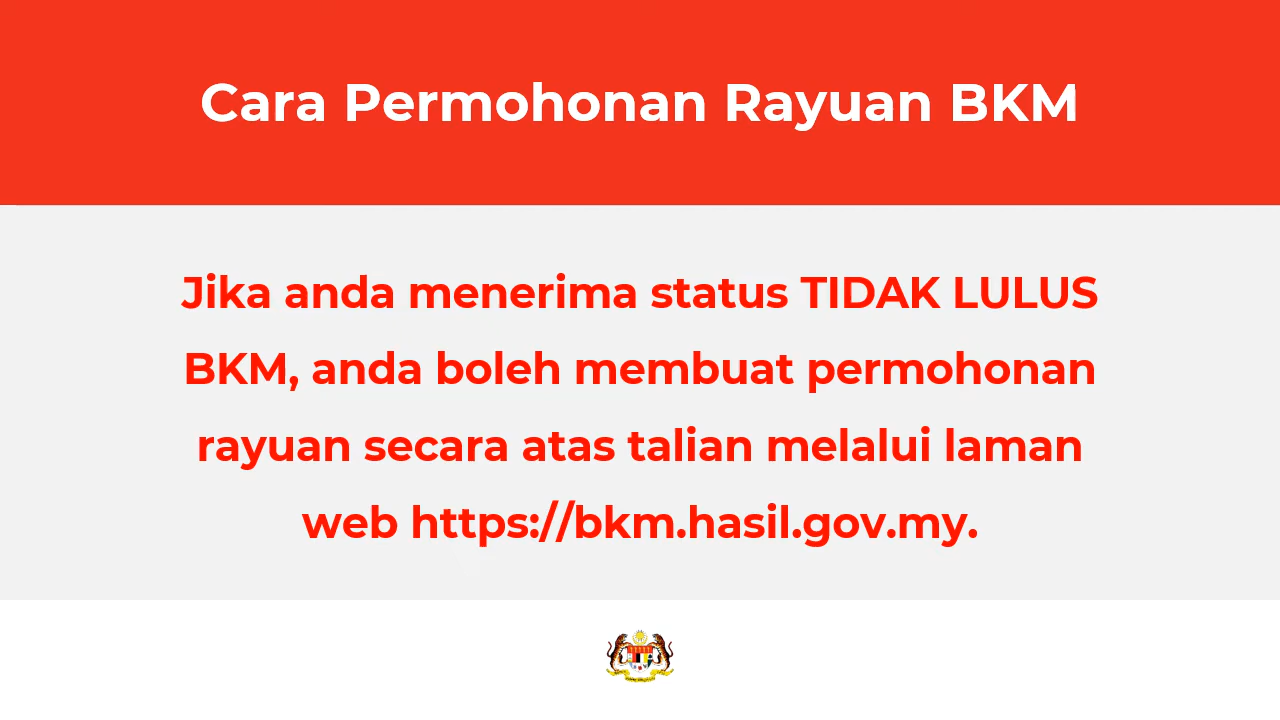 Cara Permohonan Rayuan BKM
Jika anda menerima status TIDAK LULUS
BKM, anda boleh membuat permohonan
rayuan secara atas talian melalui laman
web https://bkm.hasil.gov.my.